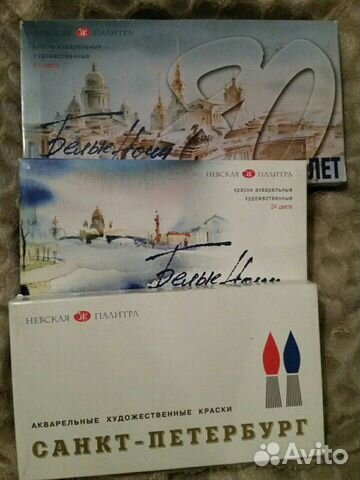 НЕВСКАЯ ПАЛИТРА
краски акварельные
художественные
80
ЛЕТ
Белые Ночи
НЕВСКАЯ ПАЛИТРА
краски акварельные
художественные
24 цвета
Белые Ночи
НЕВСКАЯ ПАЛИТРА
АКВАРЕЛЬНЫЕ ХУДОЖЕСТВЕННЫЕ КРАСКИ
САНКТ-ПЕТЕРБУРГ
Avito